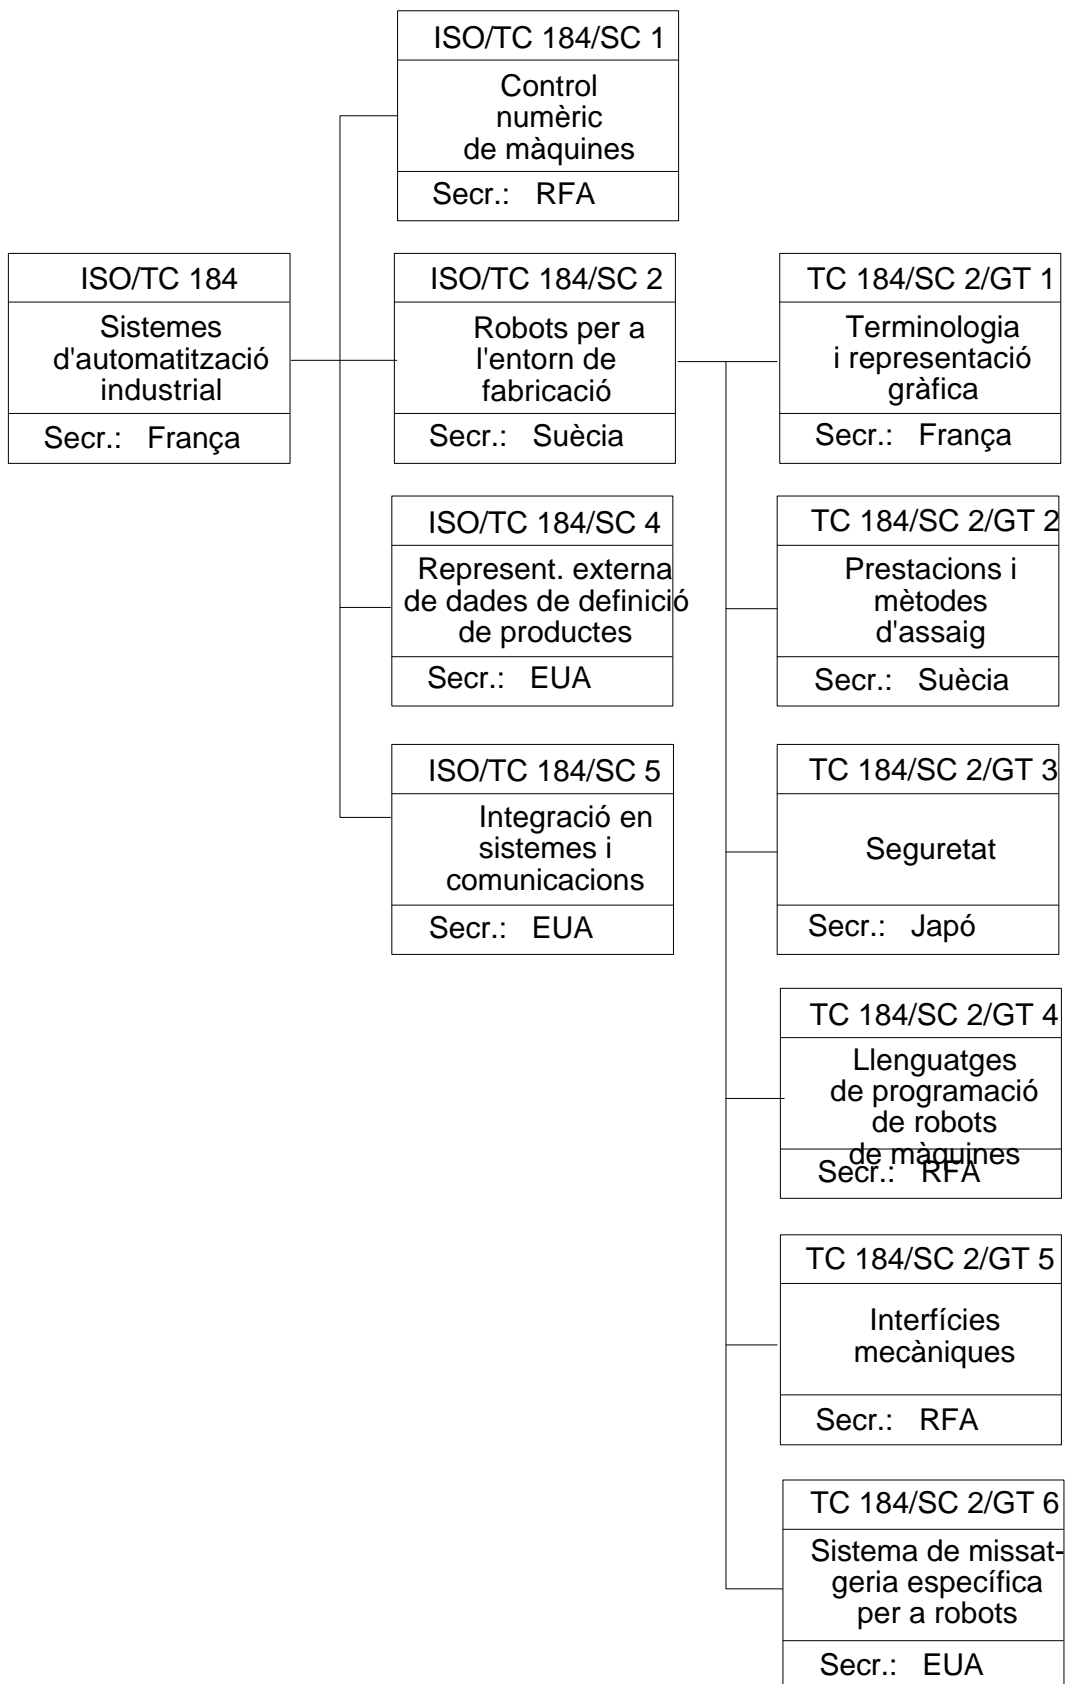 ISO/TC 184/SC 1
Control
numèric
de màquines
Secr.: RFA
ISO/TC 184
Sistemes
d'automatització
industrial
Secr.: França
ISO/TC 184/SC 2
Robots per a
l'entorn de
fabricació
Secr.: Suècia
ISO/TC 184/SC 4
Represent. externa
de dades de definició
de productes
Secr.: EUA
ISO/TC 184/SC 5
Integració en
sistemes i
comunicacions
Secr.: EUA
TC 184/SC 2/GT 1
Terminologia
i representació
gràfica
Secr.: França
TC 184/SC 2/GT 2
Prestacions i
mètodes
d'assaig
Secr.: Suècia
TC 184/SC 2/GT 3
Seguretat
Secr.: Japó
TC 184/SC 2/GT 4
Llenguatges
de programació
de robots
de màquines
Secr.: RFA
TC 184/SC 2/GT 5
Interfícies
mecàniques
Secr.: RFA
TC 184/SC 2/GT 6
Sistema de missat-
geria específica
per a robots
Secr.: EUA